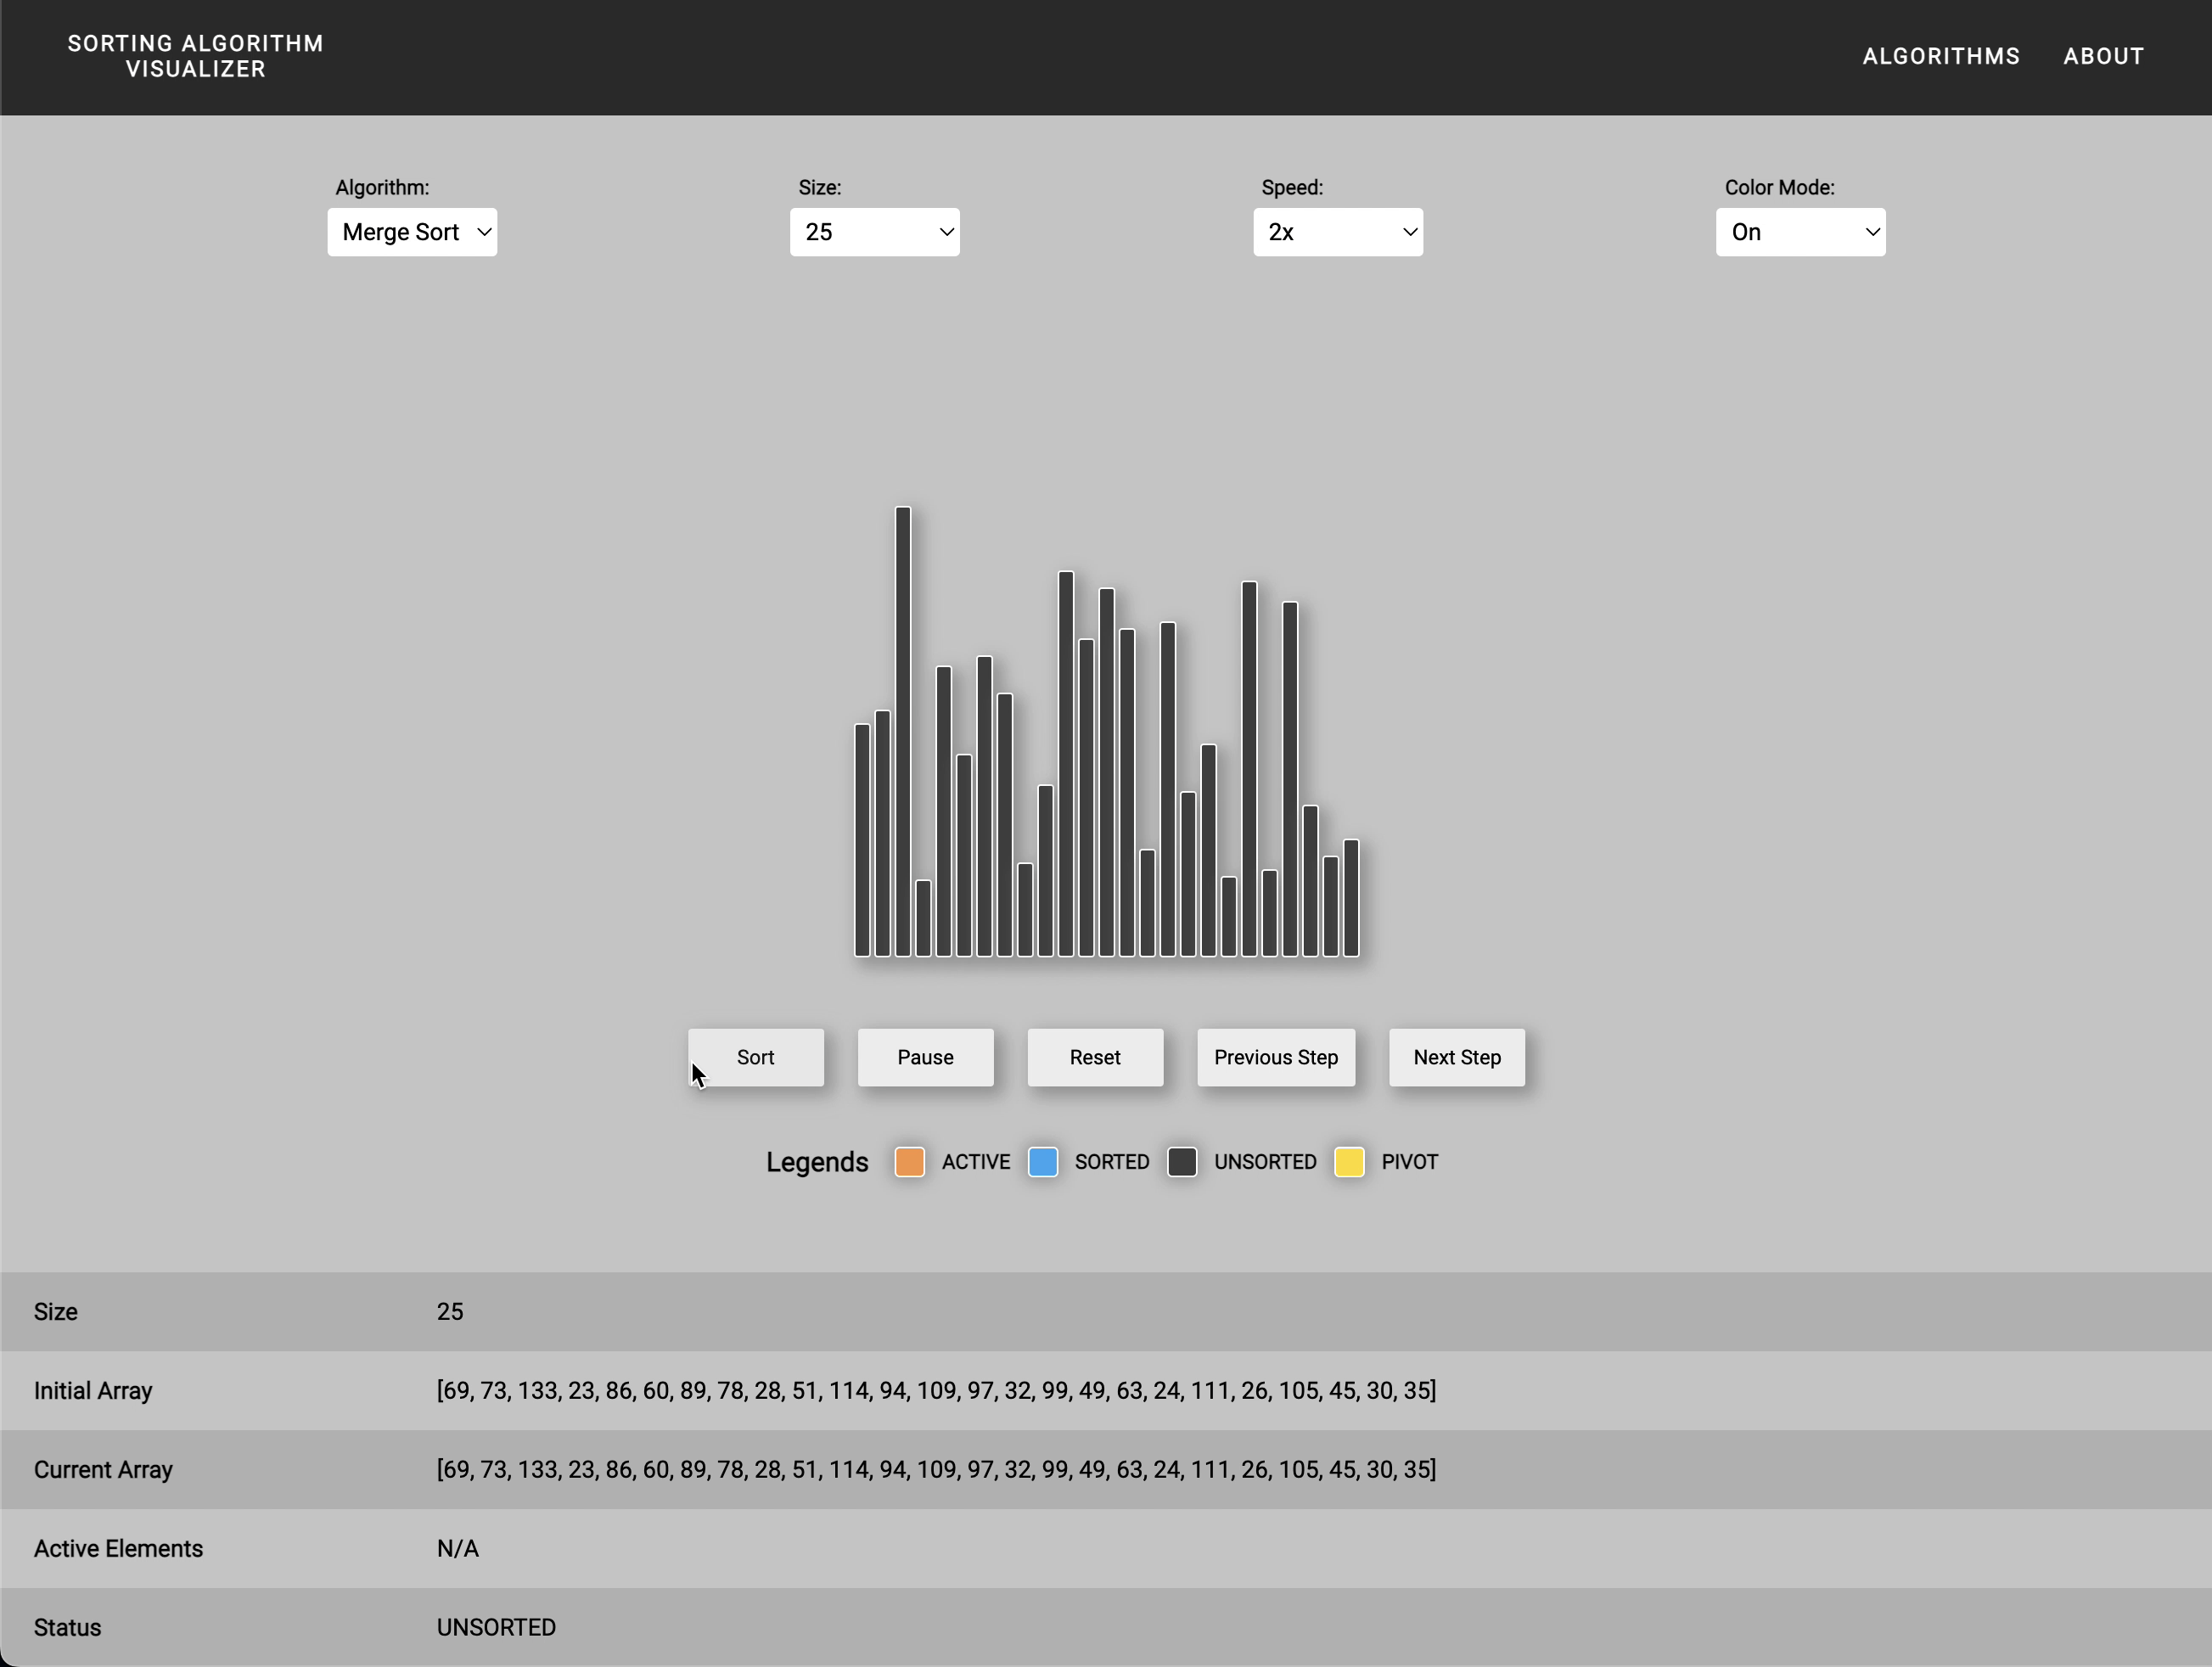 SORTING ALGORITHM
VISUALIZER
ALGORITHMS ABOUT
Algorithm: Size: Speed: Color Mode:
Merge Sort 25 2x On
Sort Pause Reset Previous Step Next Step
Legends ACTIVE SORTED UNSORTED PIVOT
Size 25
Initial Array [69, 73, 133, 23, 86, 60, 89, 78, 28, 51, 114, 94, 109, 97, 32, 99, 49, 63, 24, 111, 26, 105, 45, 30, 35]
Current Array [69, 73, 133, 23, 86, 60, 89, 78, 28, 51, 114, 94, 109, 97, 32, 99, 49, 63, 24, 111, 26, 105, 45, 30, 35]
Active Elements N/A
Status UNSORTED